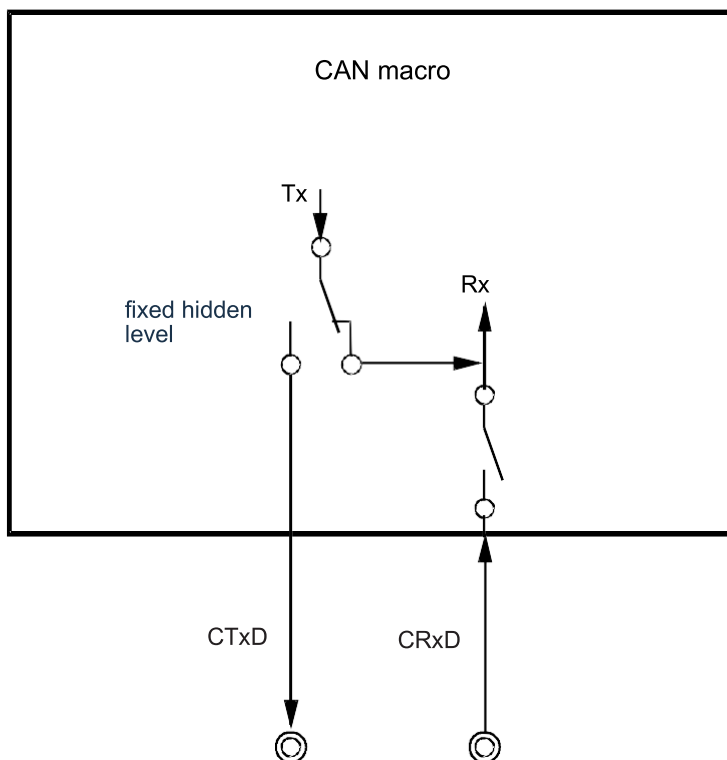 CAN macro
Tx
Rx
fixed hidden
level
CTxD
CRxD